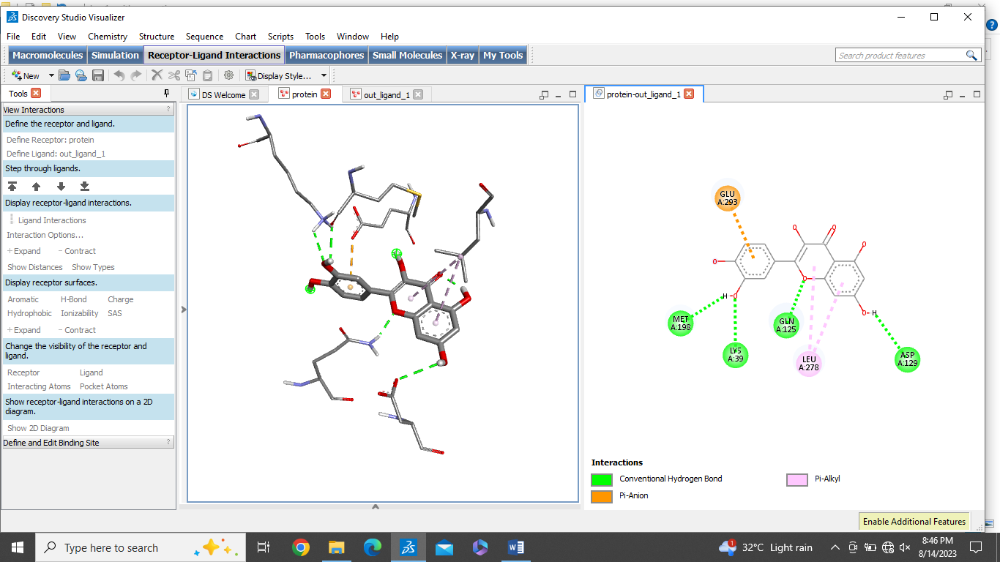 Discovery Studio Visualizer
File Edit View Chemistry Structure Sequence Chart Scripts Tools Window Help
Macromolecules Simulation Receptor-Ligand Interactions Pharmacophores Small Molecules X-ray My Tools
Search product features
New Display Style...
Tools DS Welcome protein out_ligand_1 protein-out_ligand_1
View Interactions ?
Define the receptor and ligand.
Define Receptor: protein
Define Ligand: out_ligand_1
Step through ligands.
Display receptor-ligand interactions.
Ligand Interactions
Interaction Options...
+ Expand - Contract
Show Distances Show Types
Display receptor surfaces.
Aromatic H-Bond Charge
Hydrophobic Ionizability SAS
+ Expand - Contract
Change the visibility of the receptor and
ligand.
Receptor Ligand
Interacting Atoms Pocket Atoms
Show receptor-ligand interactions on a 2D
diagram.
Show 2D Diagram
Define and Edit Binding Site ?
GLU
A:293
O O O
O
O H O O H
MET
A:198
GLN
A:125
LYS
A:39
LEU
A:278
ASP
A:129
Interactions
Conventional Hydrogen Bond
Pi-Anion
Pi-Alkyl
Enable Additional Features
Type here to search
1
32°C Light rain
8:46 PM
8/14/2023